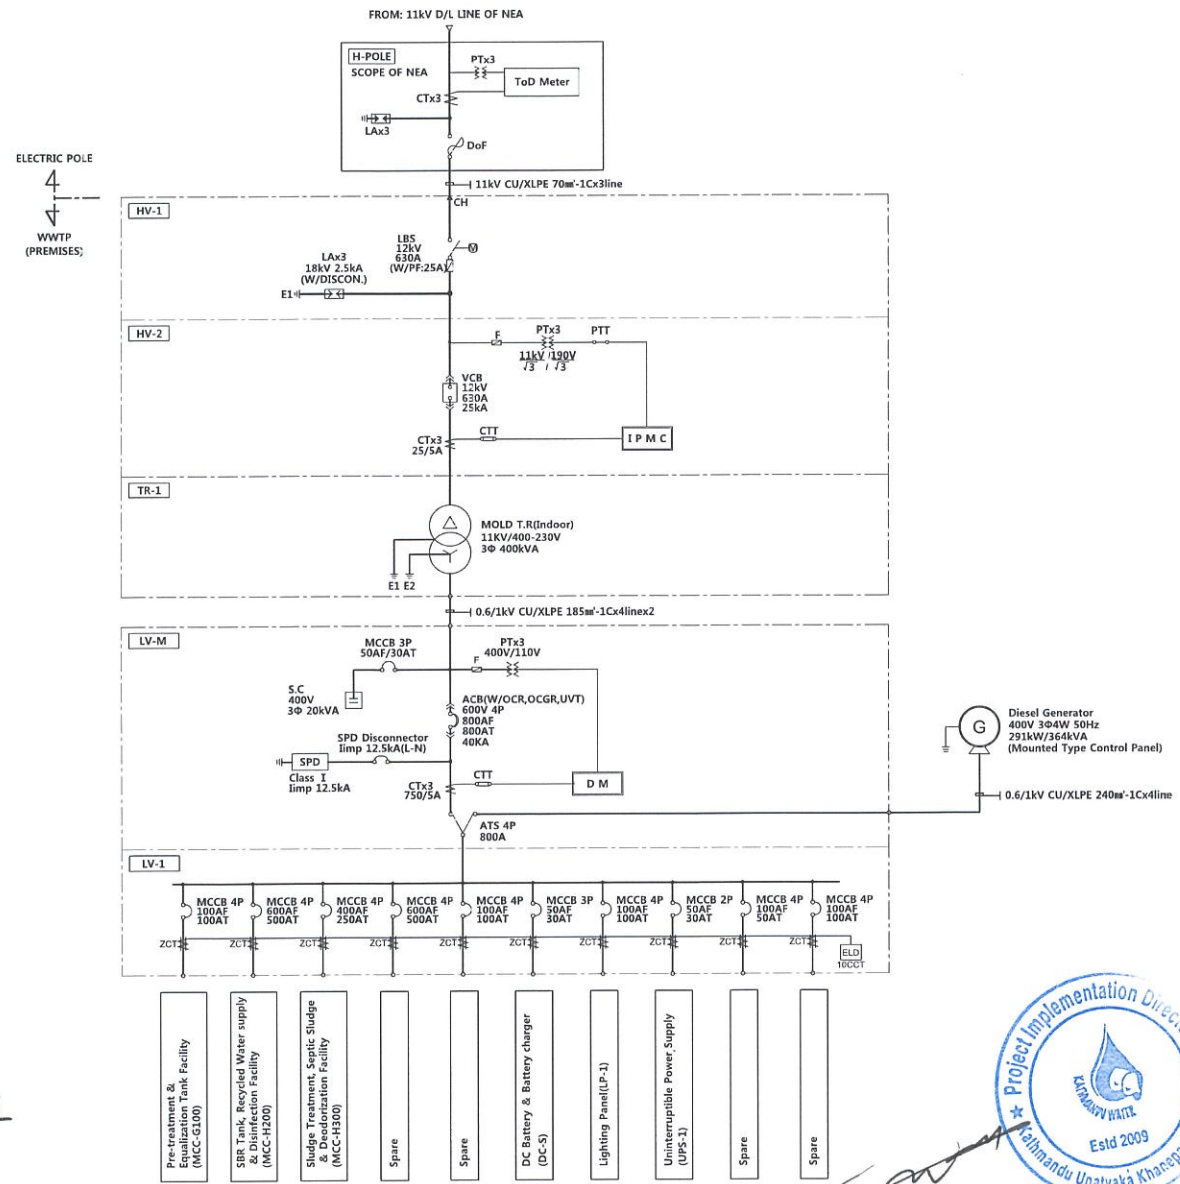 FROM: 11kV D/L LINE OF NEA
H-POLE
SCOPE OF NEA
PTx3
ToD Meter
CTx3
LAx3
DoF
ELECTRIC POLE
WWTP
(PREMISES)
11kV CU/XLPE 70㎟-1Cx3line
CH
HV-1
LBS
12kV
630A
(W/PF:25A)
M
LAx3
18kV 2.5kA
(W/DISCON.)
E1
HV-2
F
PTx3
PTT
11kV / 190V
√3 / √3
VCB
12kV
630A
25kA
CTT
CTx3
25/5A
I P M C
TR-1
MOLD T.R(Indoor)
11KV/400-230V
3Φ 400kVA
E1 E2
0.6/1kV CU/XLPE 185㎟-1Cx4linex2
LV-M
MCCB 3P
50AF/30AT
F
PTx3
400V/110V
S.C
400V
3Φ 20kVA
ACB(W/OCR,OCGR,UVT)
600V 4P
800AF
800AT
40KA
SPD Disconnector
Iimp 12.5kA(L-N)
SPD
Class I
Iimp 12.5kA
CTT
CTx3
750/5A
D M
ATS 4P
800A
G
Diesel Generator
400V 3Φ4W 50Hz
291kW/364kVA
(Mounted Type Control Panel)
0.6/1kV CU/XLPE 240㎟-1Cx4line
LV-1
MCCB 4P
100AF
100AT
MCCB 4P
600AF
500AT
MCCB 4P
400AF
250AT
MCCB 4P
600AF
500AT
MCCB 4P
100AF
100AT
MCCB 3P
50AF
30AT
MCCB 4P
100AF
100AT
MCCB 2P
50AF
30AT
MCCB 4P
100AF
50AT
MCCB 4P
100AF
100AT
ZCT
ZCT
ZCT
ZCT
ZCT
ZCT
ZCT
ZCT
ZCT
ZCT
ELD
10CCT
Pre-treatment &
Equalization Tank Facility
(MCC-G100)
SBR Tank, Recycled Water supply
& Disinfection Facility
(MCC-H200)
Sludge Treatment, Septic Sludge
& Deodorization Facility
(MCC-H300)
Spare
Spare
DC Battery & Battery charger
(DC-S)
Lighting Panel(LP-1)
Uninterruptible Power Supply
(UPS-1)
Spare
Spare
Project Implementation
Estd 2009
Kathmandu Upatyaka